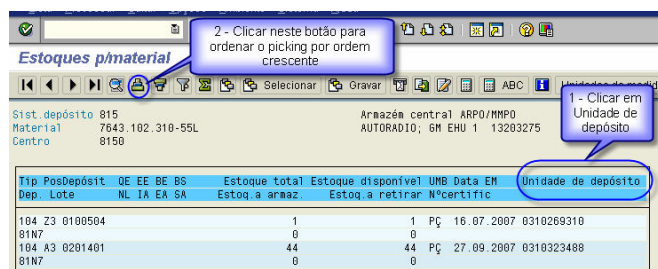 2 - Clicar neste botão para
ordenar o picking por ordem
crescente
Estoques p/material
Selecionar Gravar ABC
1 - Clicar em
Unidade de
depósito
Sist.depósito 815 Armazém central ARPO/MMPO
Material 7643.102.310-55L AUTORADIO; GM EHU 1 13203275
Centro 8150
Tip PosDepósit QE EE BE BS Estoque total Estoque disponível UMB Data EM Unidade de depósito
Dep. Lote NL IA EA SA Estoq.a armaz. Estoq.a retirar Nºcertific
104 Z3 0100504 1 1 PÇ 16.07.2007 0310269310
81N7 0 0
104 A3 0201401 44 44 PÇ 27.09.2007 0310323488
81N7 0 0